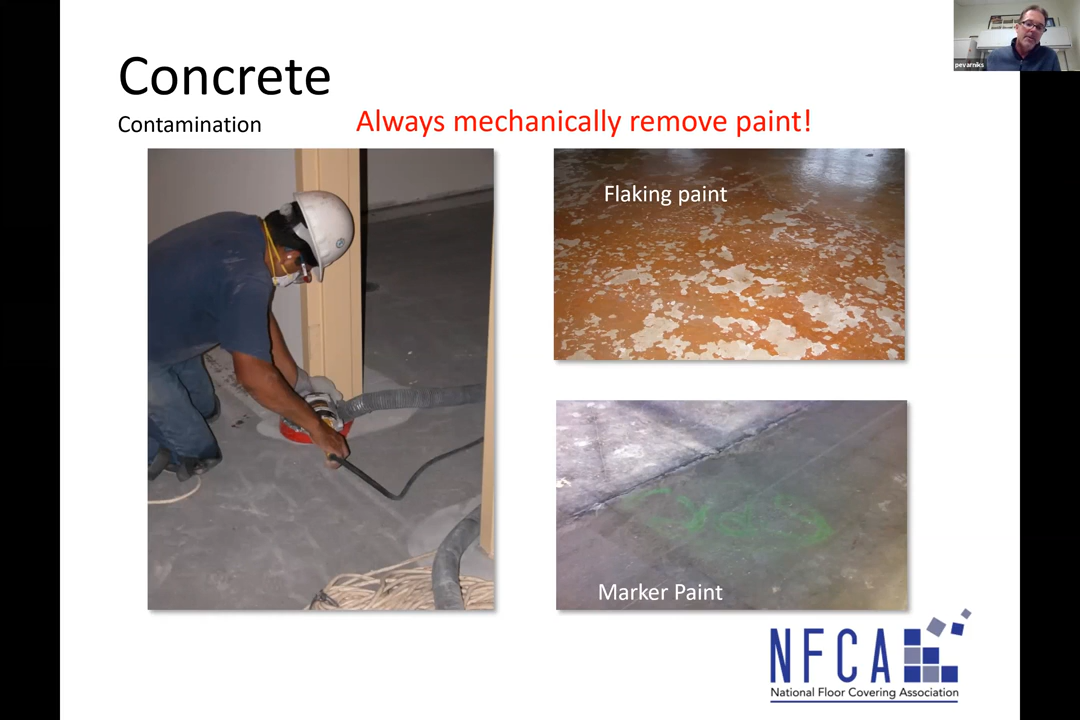 Concrete
Contamination
Always mechanically remove paint!
Flaking paint
Marker Paint
NFCA
National Floor Covering Association
pevarniks